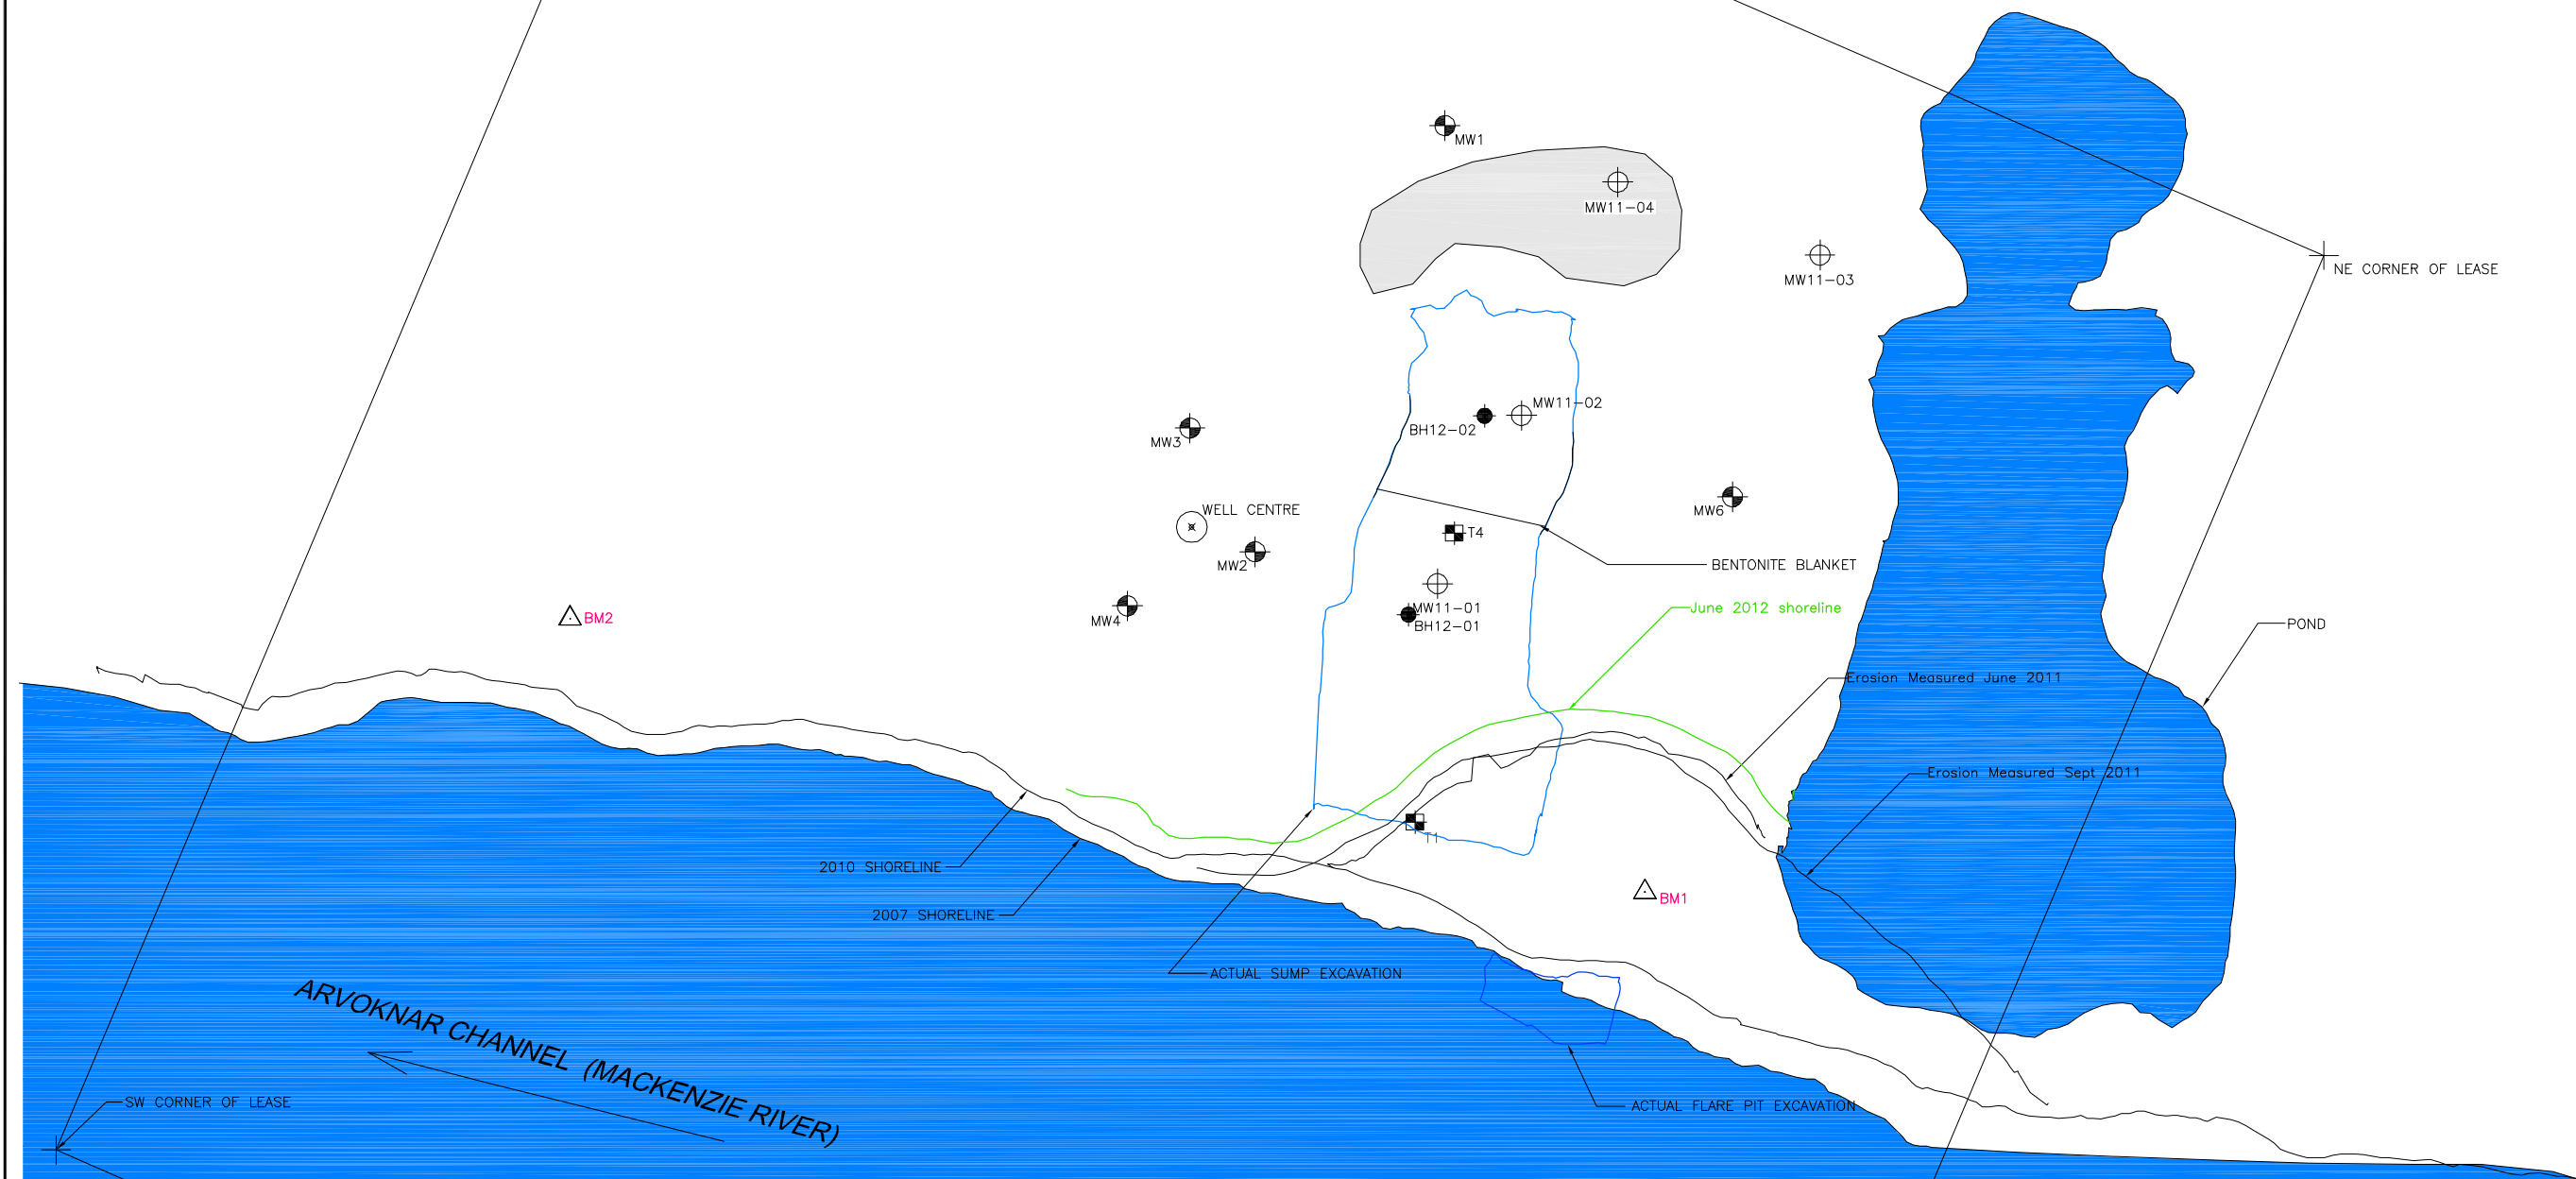 MW1
MW11-04
NE CORNER OF LEASE
MW11-03
MW11-02
BH12-02
MW3
WELL CENTRE
MW6
T4
MW2
BENTONITE BLANKET
MW11-01
June 2012 shoreline
BM2
MW4
BH12-01
POND
Erosion Measured June 2011
Erosion Measured Sept 2011
T1
2010 SHORELINE
BM1
2007 SHORELINE
ACTUAL SUMP EXCAVATION
ARVOKNAR CHANNEL (MACKENZIE RIVER)
SW CORNER OF LEASE
ACTUAL FLARE PIT EXCAVATION